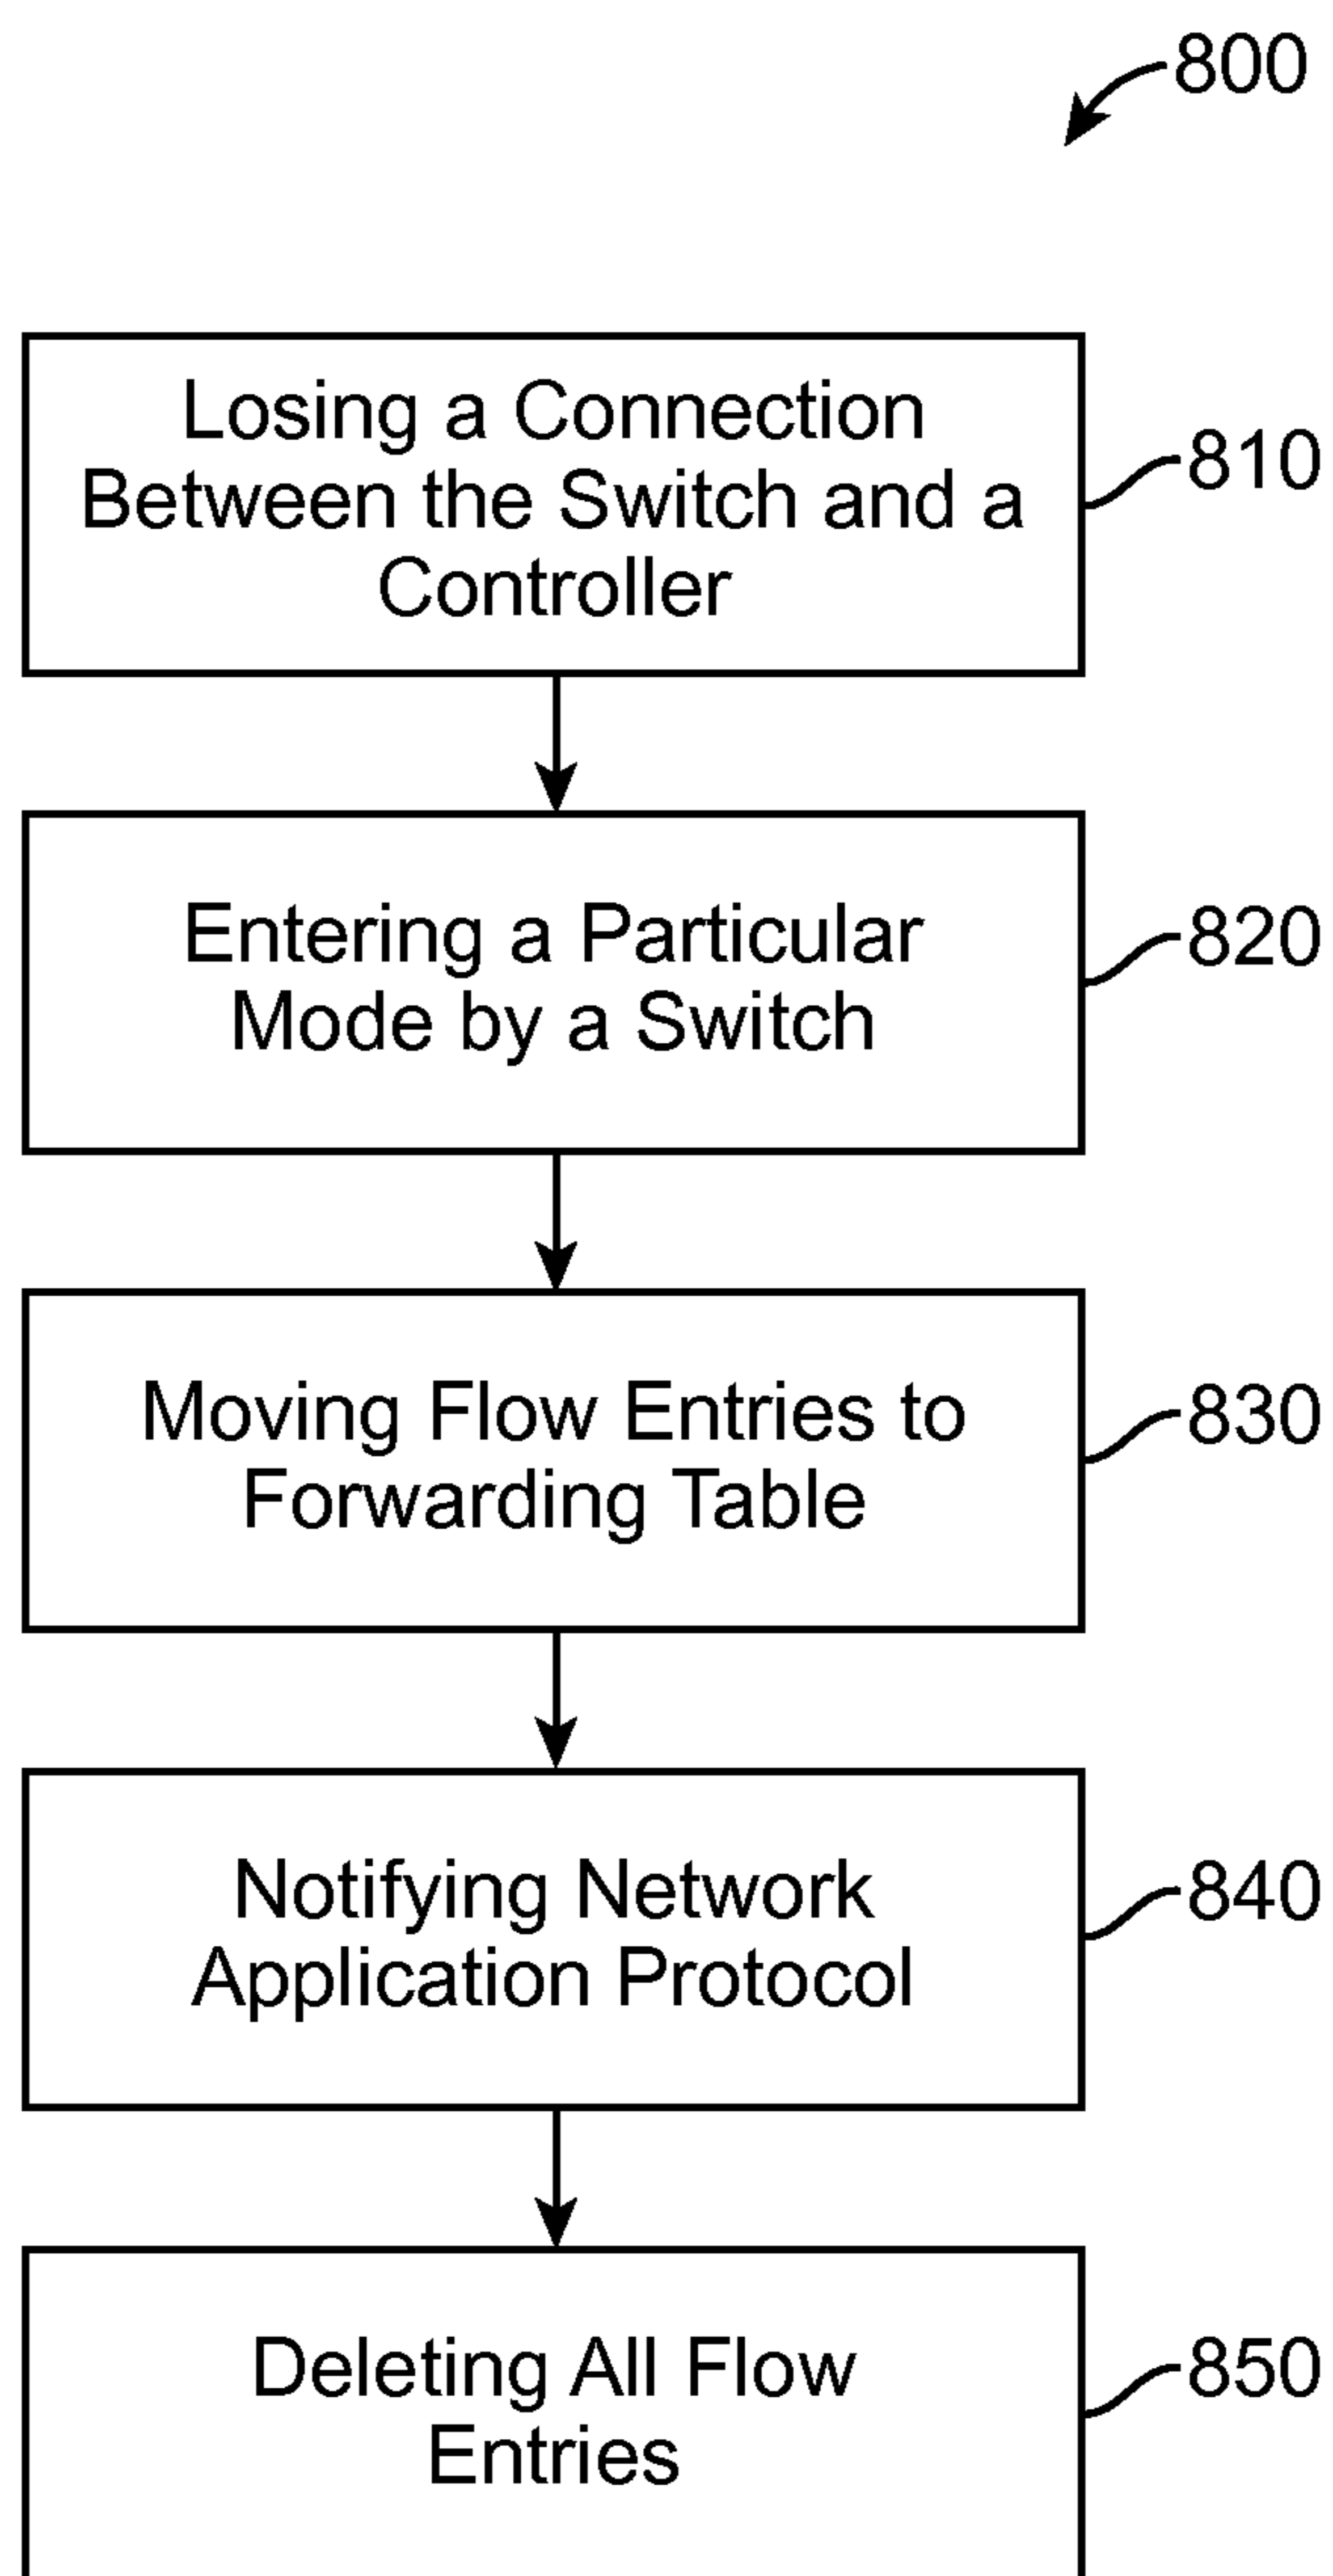 800
Losing a Connection
Between the Switch and a
Controller
810
Entering a Particular
Mode by a Switch
820
Moving Flow Entries to
Forwarding Table
830
Notifying Network
Application Protocol
840
Deleting All Flow
Entries
850